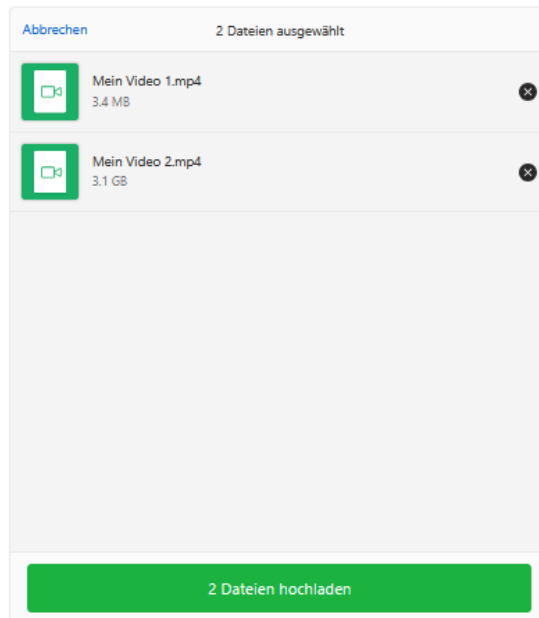 Abbrechen 2 Dateien ausgewählt
Mein Video 1.mp4
3.4 MB
Mein Video 2.mp4
3.1 GB
2 Dateien hochladen